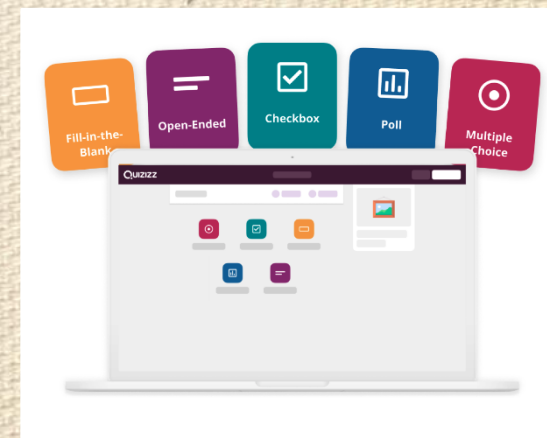 Fill-in-the-
Blank
Open-Ended
Checkbox
Poll
Multiple
Choice
QUIZIZZ